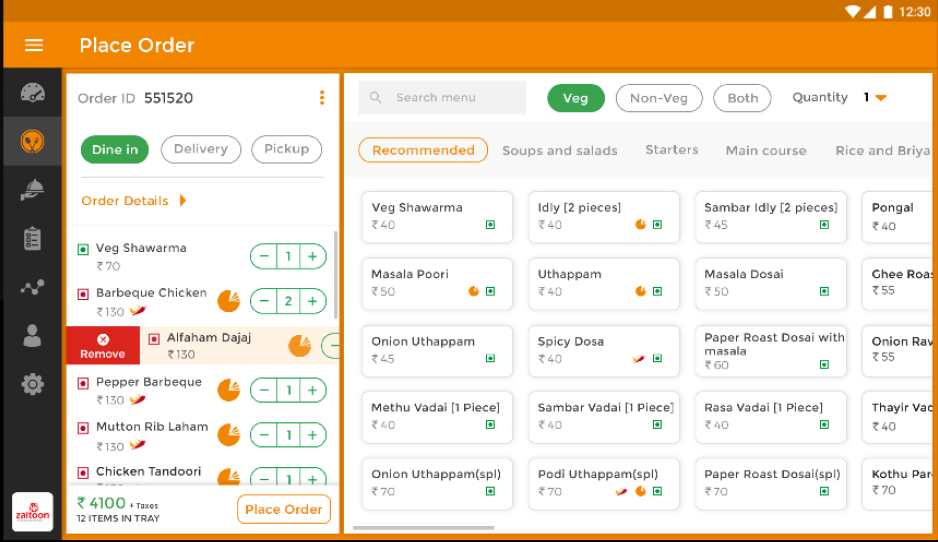 12:30
Place Order
Order ID 551520
Dine in
Delivery
Pickup
Order Details
Veg Shawarma
₹ 70
− 1 +
Barbeque Chicken
₹ 130
− 2 +
Remove
Alfaham Dajaj
₹ 130
−
Pepper Barbeque
₹ 130
− 1 +
Mutton Rib Laham
₹ 130
− 1 +
Chicken Tandoori
₹ 130
− 1 +
₹ 4100 + Taxes
12 ITEMS IN TRAY
Place Order
zaitoon
Search menu
Veg
Non-Veg
Both
Quantity 1
Recommended
Soups and salads
Starters
Main course
Rice and Briya
Veg Shawarma
₹ 40
Idly [2 pieces]
₹ 40
Sambar Idly [2 pieces]
₹ 45
Pongal
₹ 40
Masala Poori
₹ 50
Uthappam
₹ 40
Masala Dosai
₹ 50
Ghee Roas
₹ 55
Onion Uthappam
₹ 45
Spicy Dosa
₹ 40
Paper Roast Dosai with
masala
₹ 60
Onion Rav
₹ 55
Methu Vadai [1 Piece]
₹ 40
Sambar Vadai [1 Piece]
₹ 40
Rasa Vadai [1 Piece]
₹ 40
Thayir Vad
₹ 40
Onion Uthappam(spl)
₹ 70
Podi Uthappam(spl)
₹ 70
Paper Roast Dosai(spl)
₹ 70
Kothu Par
₹ 70